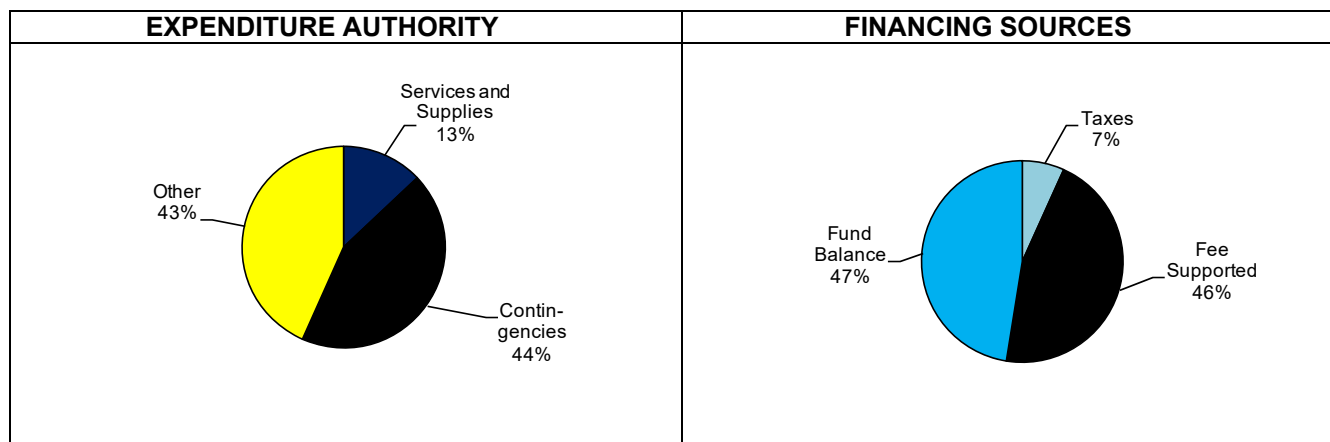 EXPENDITURE AUTHORITY
Services and
Supplies
13%
Other
43%
Contin-
gencies
44%
FINANCING SOURCES
Taxes
7%
Fund
Balance
47%
Fee
Supported
46%